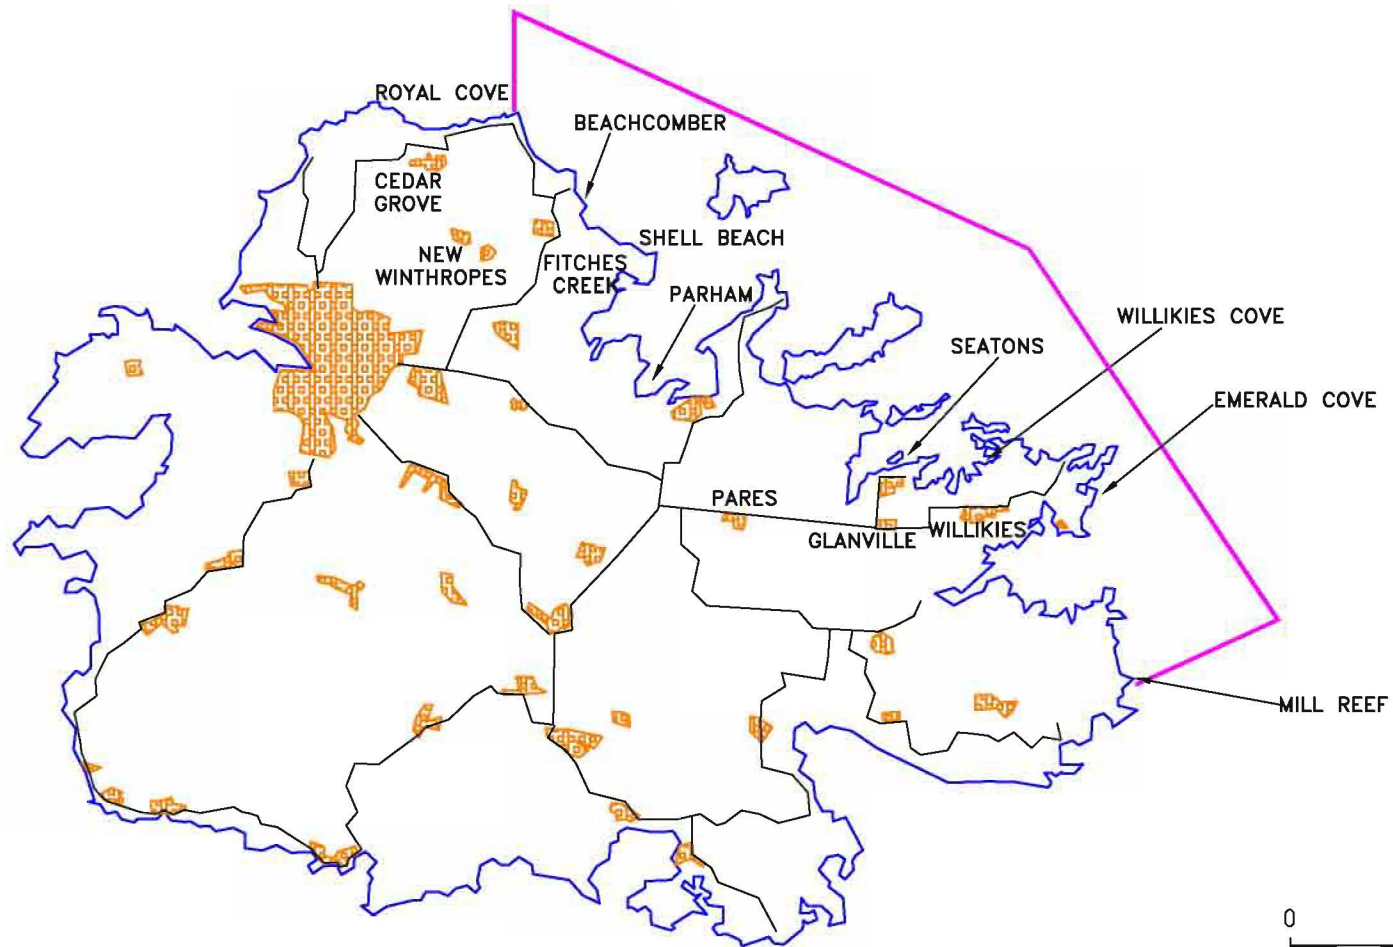 ROYAL COVE
BEACHCOMBER
CEDAR
GROVE
SHELL BEACH
NEW
WINTHROPES
FITCHES
CREEK
PARHAM
WILLIKIES COVE
SEATONS
EMERALD COVE
PARES
GLANVILLE
WILLIKIES
MILL REEF
0